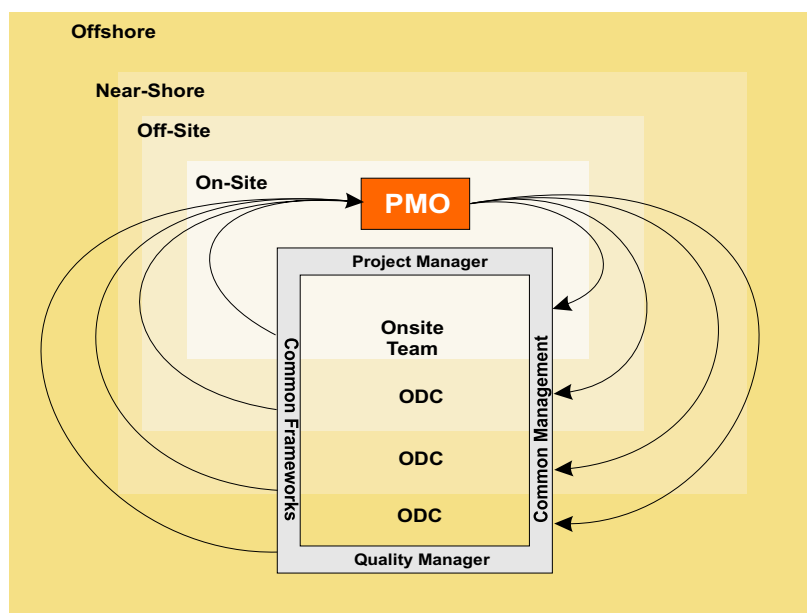 Offshore
Near-Shore
Off-Site
On-Site
PMO
Project Manager
Common Frameworks
Onsite
Team
ODC
ODC
ODC
Common Management
Quality Manager